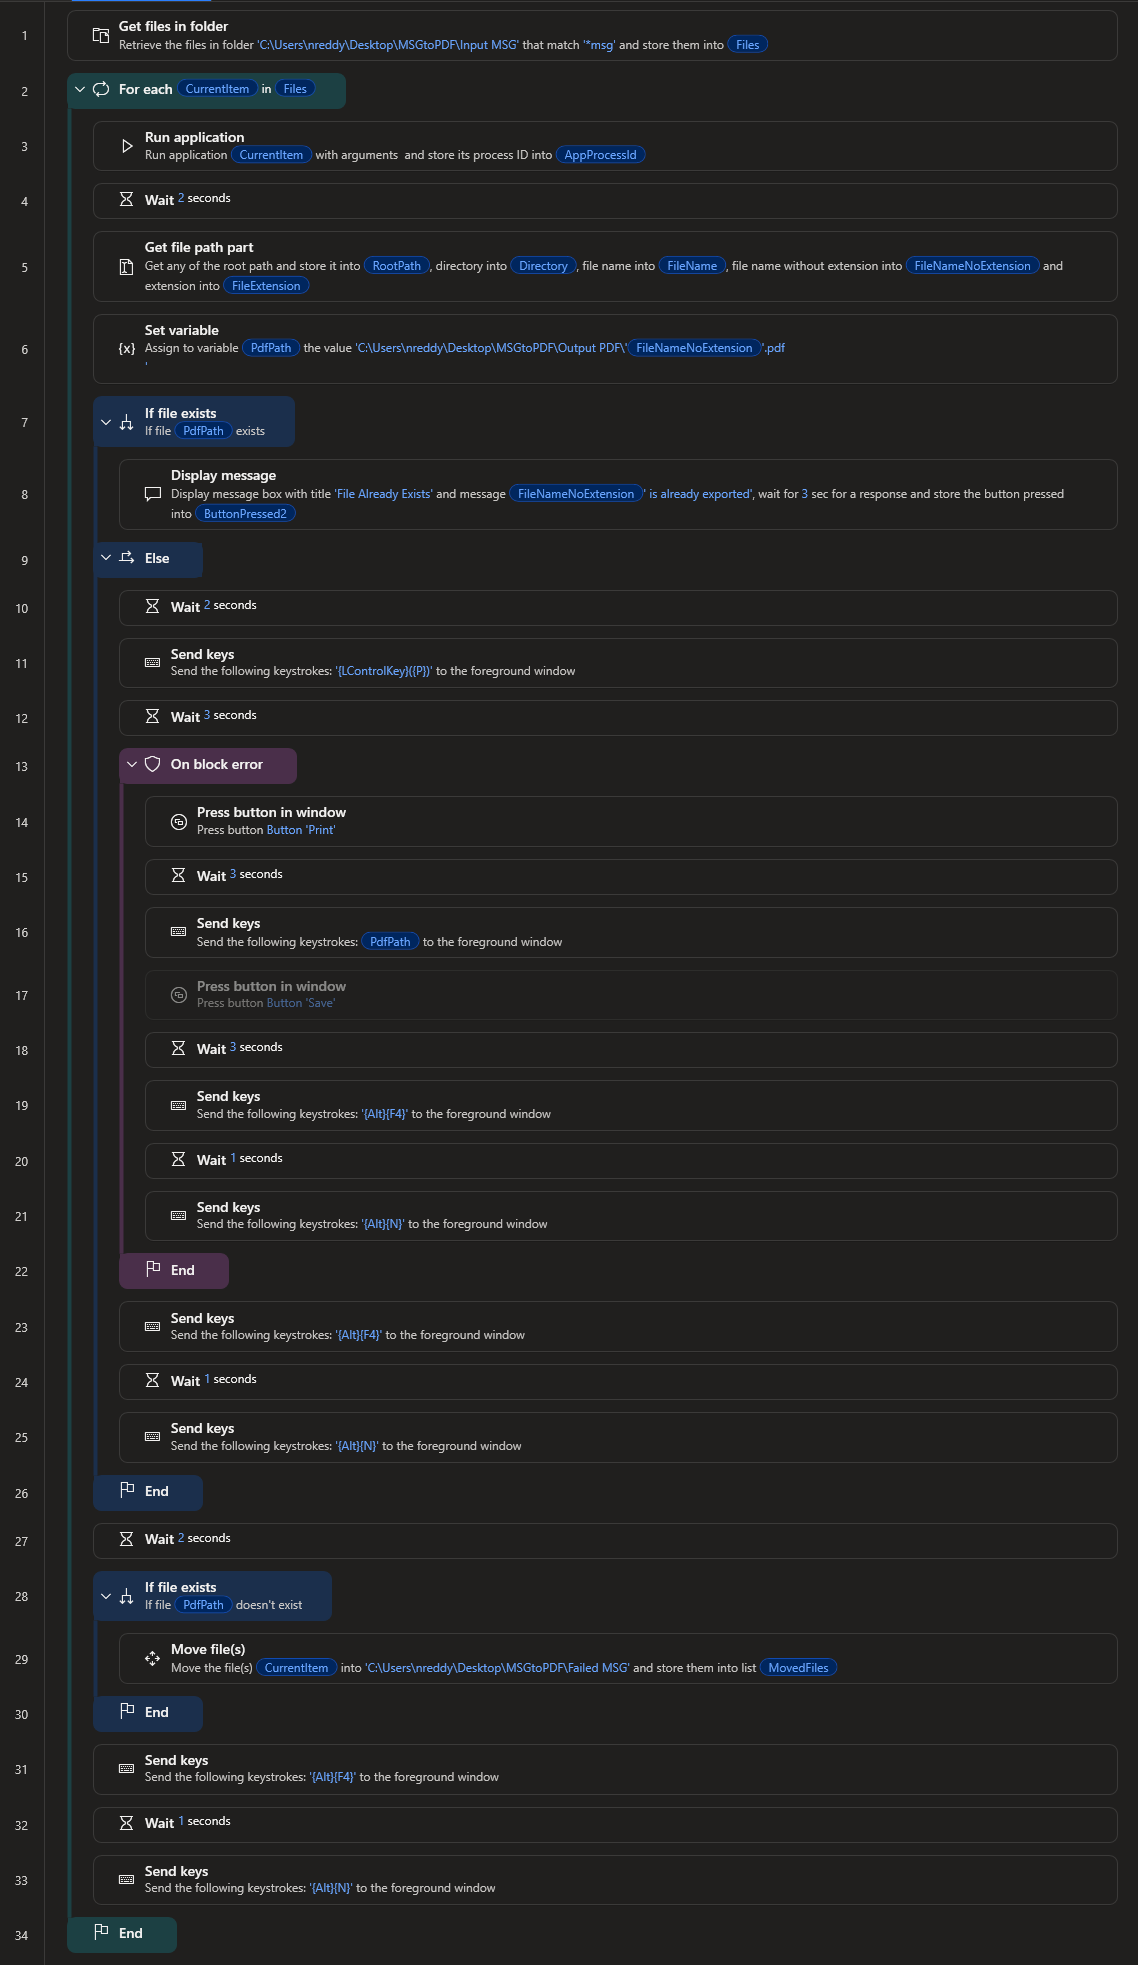 1
Get files in folder
Retrieve the files in folder 'C:\Users\nreddy\Desktop\MSGtoPDF\Input MSG' that match '*msg' and store them into Files
2
For each CurrentItem in Files
3
Run application
Run application CurrentItem with arguments and store its process ID into AppProcessId
4
Wait 2 seconds
5
Get file path part
Get any of the root path and store it into RootPath , directory into Directory , file name into FileName , file name without extension into FileNameNoExtension and
extension into FileExtension
6
Set variable
{x} Assign to variable PdfPath the value 'C:\Users\nreddy\Desktop\MSGtoPDF\Output PDF\' FileNameNoExtension '.pdf
'
7
If file exists
If file PdfPath exists
8
Display message
Display message box with title 'File Already Exists' and message FileNameNoExtension ' is already exported', wait for 3 sec for a response and store the button pressed
into ButtonPressed2
9
Else
10
Wait 2 seconds
11
Send keys
Send the following keystrokes: '{LControlKey}({P})' to the foreground window
12
Wait 3 seconds
13
On block error
14
Press button in window
Press button Button 'Print'
15
Wait 3 seconds
16
Send keys
Send the following keystrokes: PdfPath to the foreground window
17
Press button in window
Press button Button 'Save'
18
Wait 3 seconds
19
Send keys
Send the following keystrokes: '{Alt}{F4}' to the foreground window
20
Wait 1 seconds
21
Send keys
Send the following keystrokes: '{Alt}{N}' to the foreground window
22
End
23
Send keys
Send the following keystrokes: '{Alt}{F4}' to the foreground window
24
Wait 1 seconds
25
Send keys
Send the following keystrokes: '{Alt}{N}' to the foreground window
26
End
27
Wait 2 seconds
28
If file exists
If file PdfPath doesn't exist
29
Move file(s)
Move the file(s) CurrentItem into 'C:\Users\nreddy\Desktop\MSGtoPDF\Failed MSG' and store them into list MovedFiles
30
End
31
Send keys
Send the following keystrokes: '{Alt}{F4}' to the foreground window
32
Wait 1 seconds
33
Send keys
Send the following keystrokes: '{Alt}{N}' to the foreground window
34
End